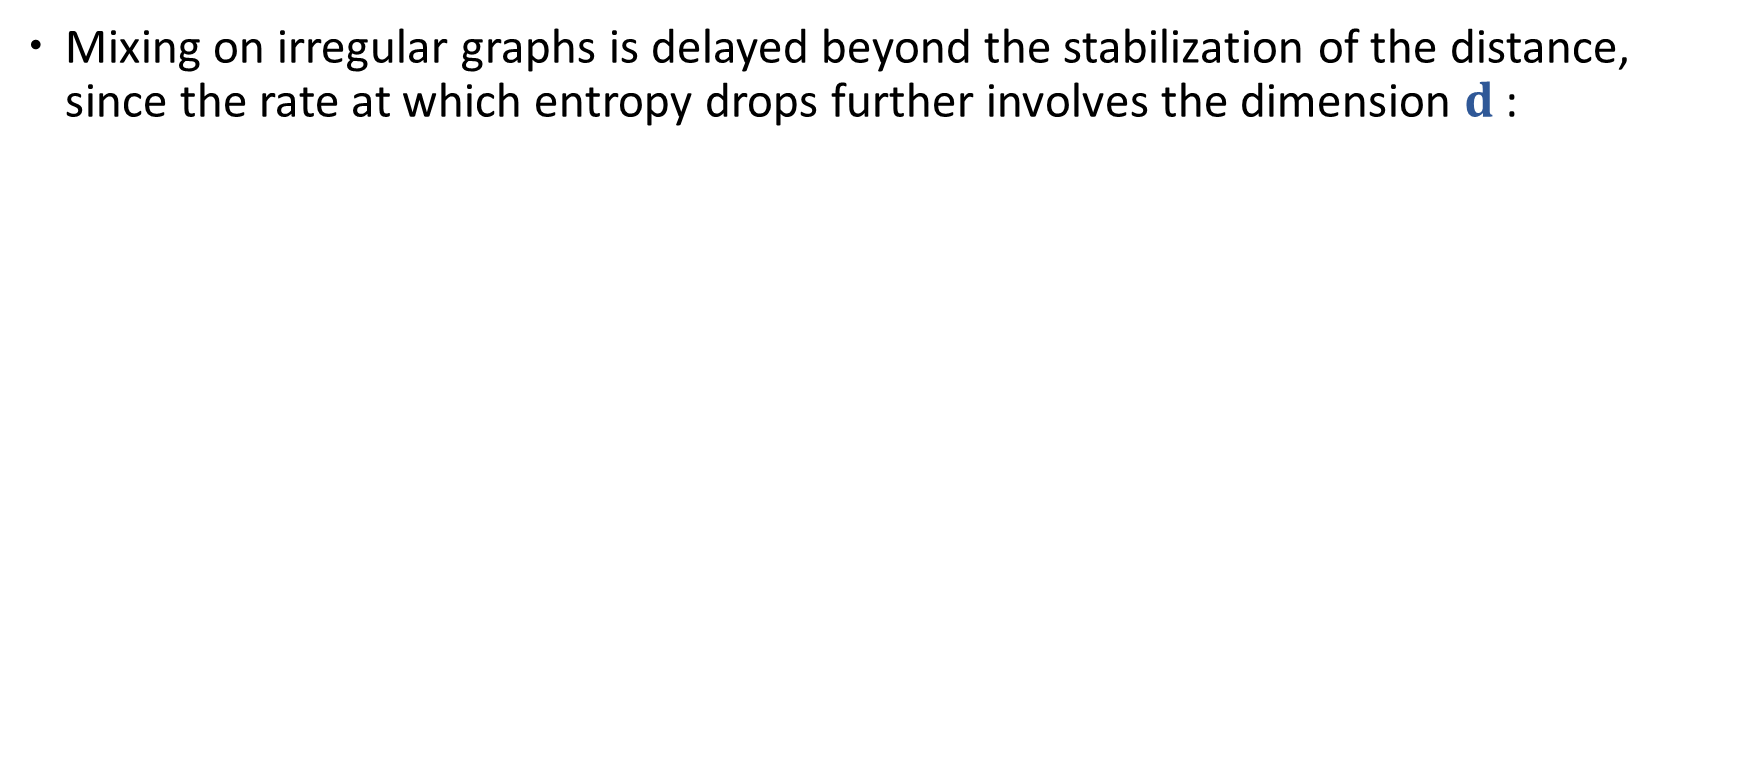 • Mixing on irregular graphs is delayed beyond the stabilization of the distance,
since the rate at which entropy drops further involves the dimension d :